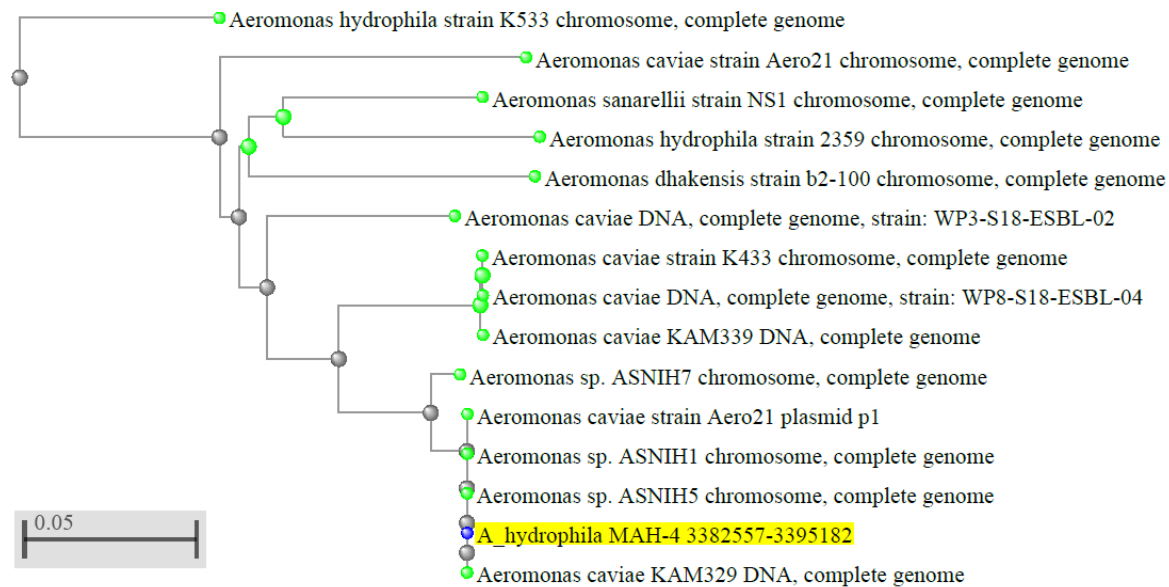 Aeromonas hydrophila strain K533 chromosome, complete genome
Aeromonas caviae strain Aero21 chromosome, complete genome
Aeromonas sanarellii strain NS1 chromosome, complete genome
Aeromonas hydrophila strain 2359 chromosome, complete genome
Aeromonas dhakensis strain b2-100 chromosome, complete genome
Aeromonas caviae DNA, complete genome, strain: WP3-S18-ESBL-02
Aeromonas caviae strain K433 chromosome, complete genome
Aeromonas caviae DNA, complete genome, strain: WP8-S18-ESBL-04
Aeromonas caviae KAM339 DNA, complete genome
Aeromonas sp. ASNIH7 chromosome, complete genome
Aeromonas caviae strain Aero21 plasmid p1
Aeromonas sp. ASNIH1 chromosome, complete genome
Aeromonas sp. ASNIH5 chromosome, complete genome
0.05
A_hydrophila MAH-4 3382557-3395182
Aeromonas caviae KAM329 DNA, complete genome